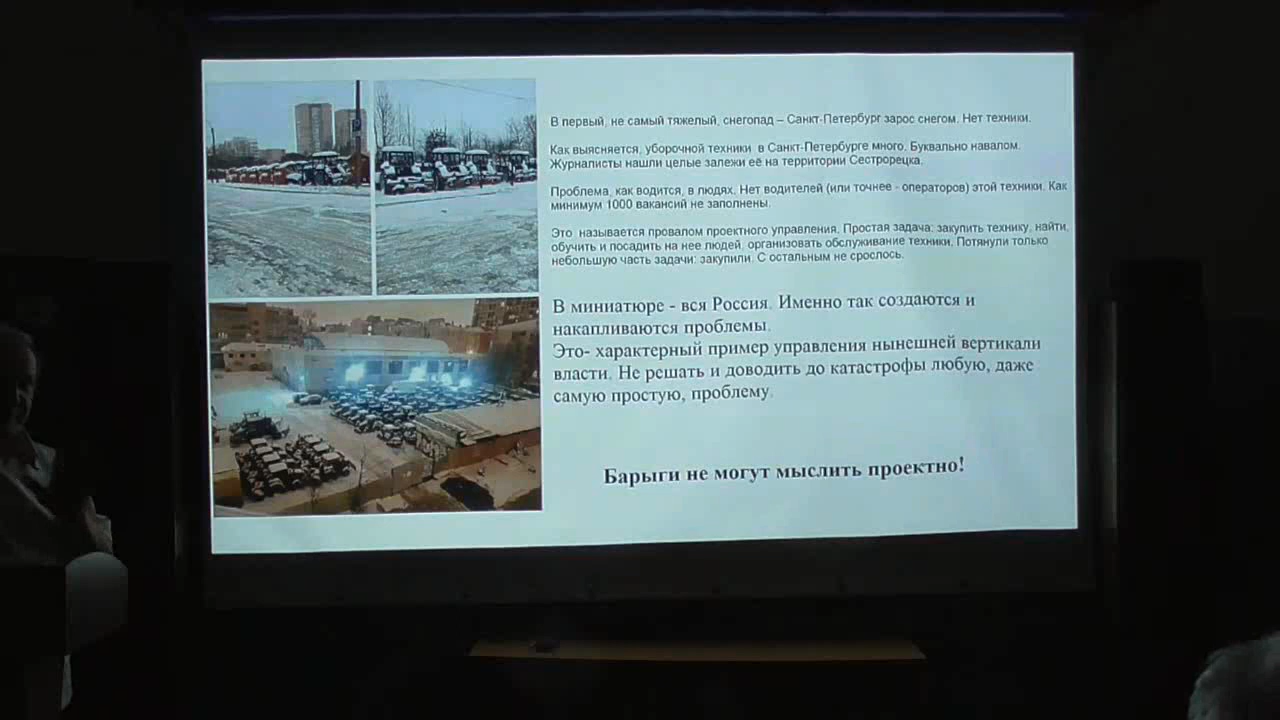 В первый, не самый тяжелый, снегопад – Санкт-Петербург зарос снегом. Нет техники.
Как выясняется, уборочной техники в Санкт-Петербурге много. Буквально навалом.
Журналисты нашли целые залежи её на территории Сестрорецка.
Проблема, как водится, в людях. Нет водителей (или точнее - операторов) этой техники. Как
минимум 1000 вакансий не заполнены.
Это называется провалом проектного управления. Простая задача: закупить технику, найти,
обучить и посадить на нее людей, организовать обслуживание техники. Потянули только
небольшую часть задачи: закупили. С остальным не срослось.
В миниатюре - вся Россия. Именно так создаются и
накапливаются проблемы.
Это- характерный пример управления нынешней вертикали
власти. Не решать и доводить до катастрофы любую, даже
самую простую, проблему.
Барыги не могут мыслить проектно!